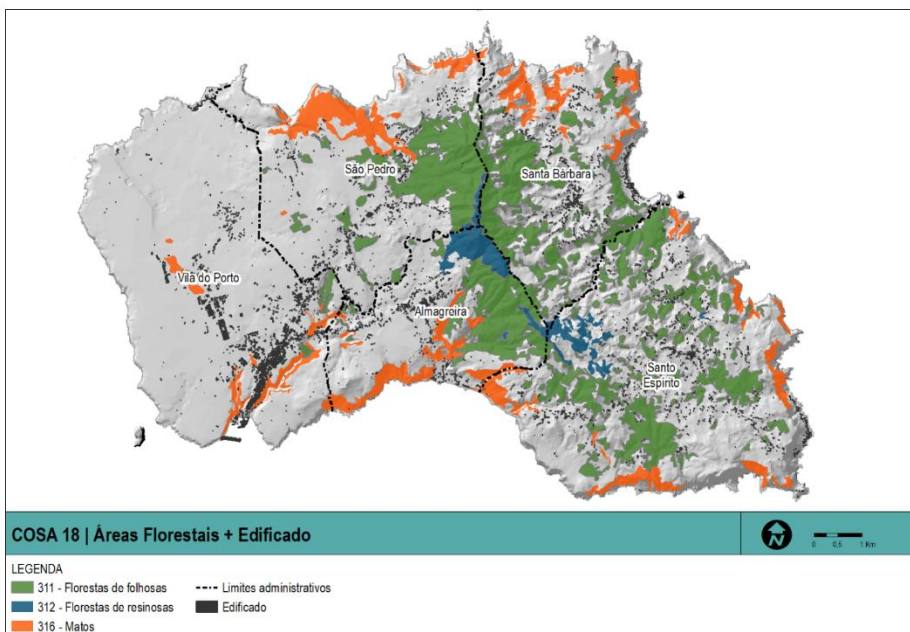 São Pedro
Santa Bárbara
Vila do Porto
Almagreira
Santo
Espírito
COSA 18 | Áreas Florestais + Edificado
N
0 0,5 1 Km
LEGENDA
311 - Florestas de folhosas
Limites administrativos
312 - Florestas de resinosas
Edificado
316 - Matos